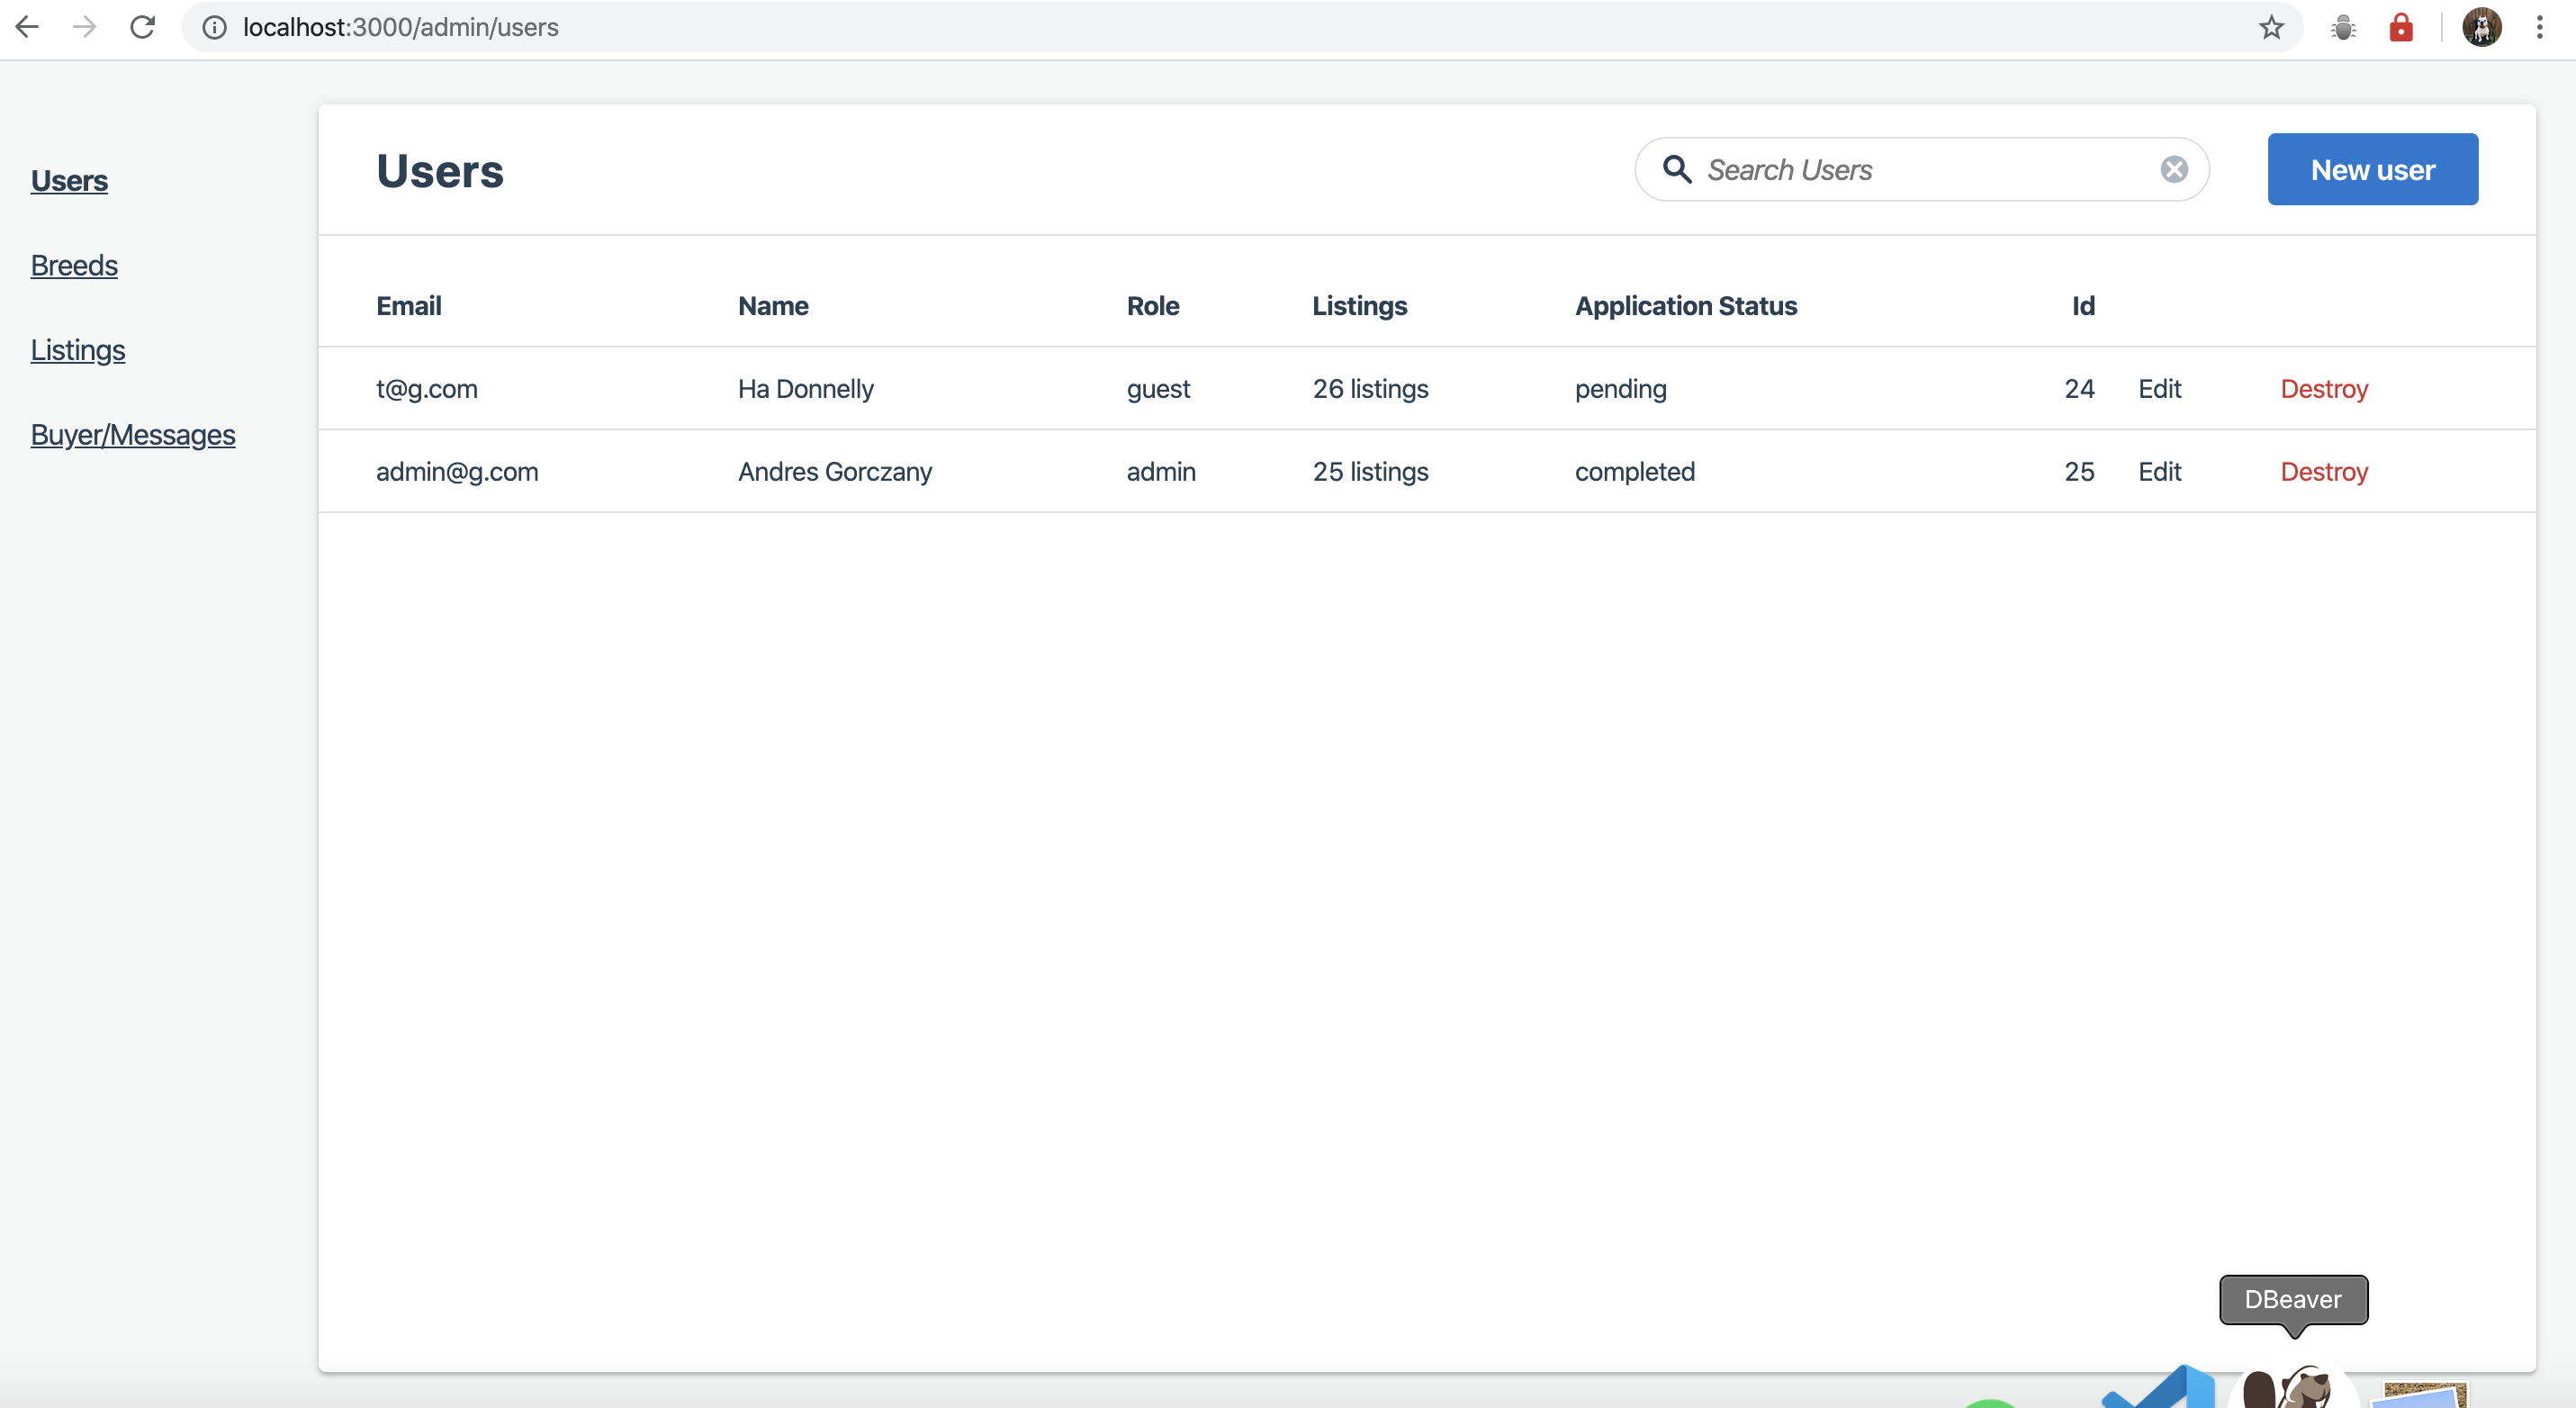 localhost:3000/admin/users
Users
Breeds
Listings
Buyer/Messages
Users
Search Users
New user
Email Name Role Listings Application Status Id
t@g.com Ha Donnelly guest 26 listings pending 24 Edit Destroy
admin@g.com Andres Gorczany admin 25 listings completed 25 Edit Destroy
DBeaver